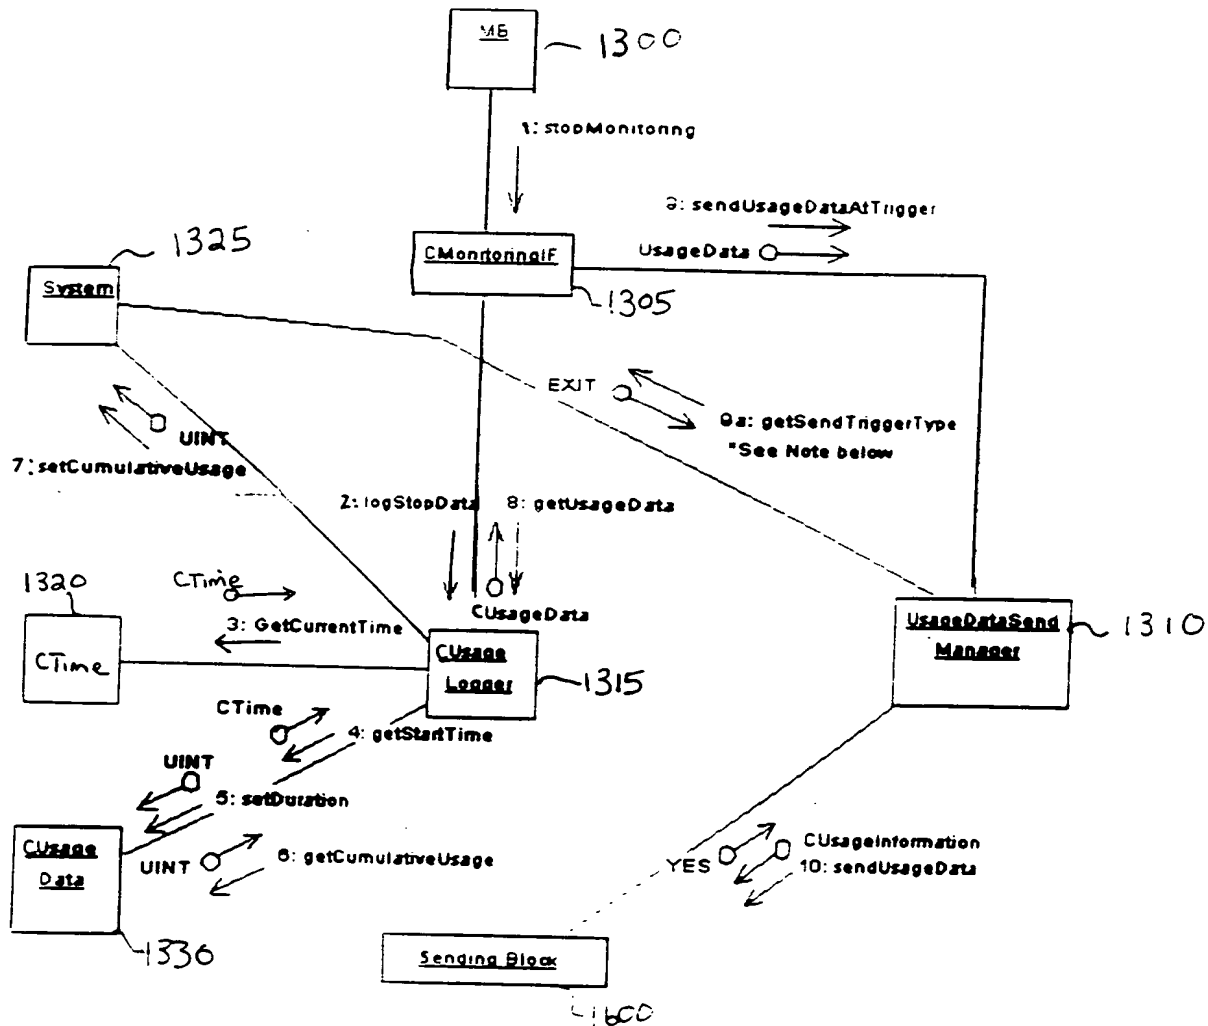 MB
1300
1: stopMonitoring
9: sendUsageDataAtTrigger
UsageData
1325
System
CMonitoringIF
1305
EXIT
9a: getSendTriggerType
*See Note below
UINT
7: setCumulativeUsage
2: logStopData
8: getUsageData
CTime
CUsageData
1320
3: GetCurrentTime
CTime
CUsage
Logger
1315
UsageDataSend
Manager
1310
CTime
4: getStartTime
UINT
5: setDuration
CUsage
Data
UINT
6: getCumulativeUsage
1330
YES
CUsageInformation
10: sendUsageData
Sending Block
1600